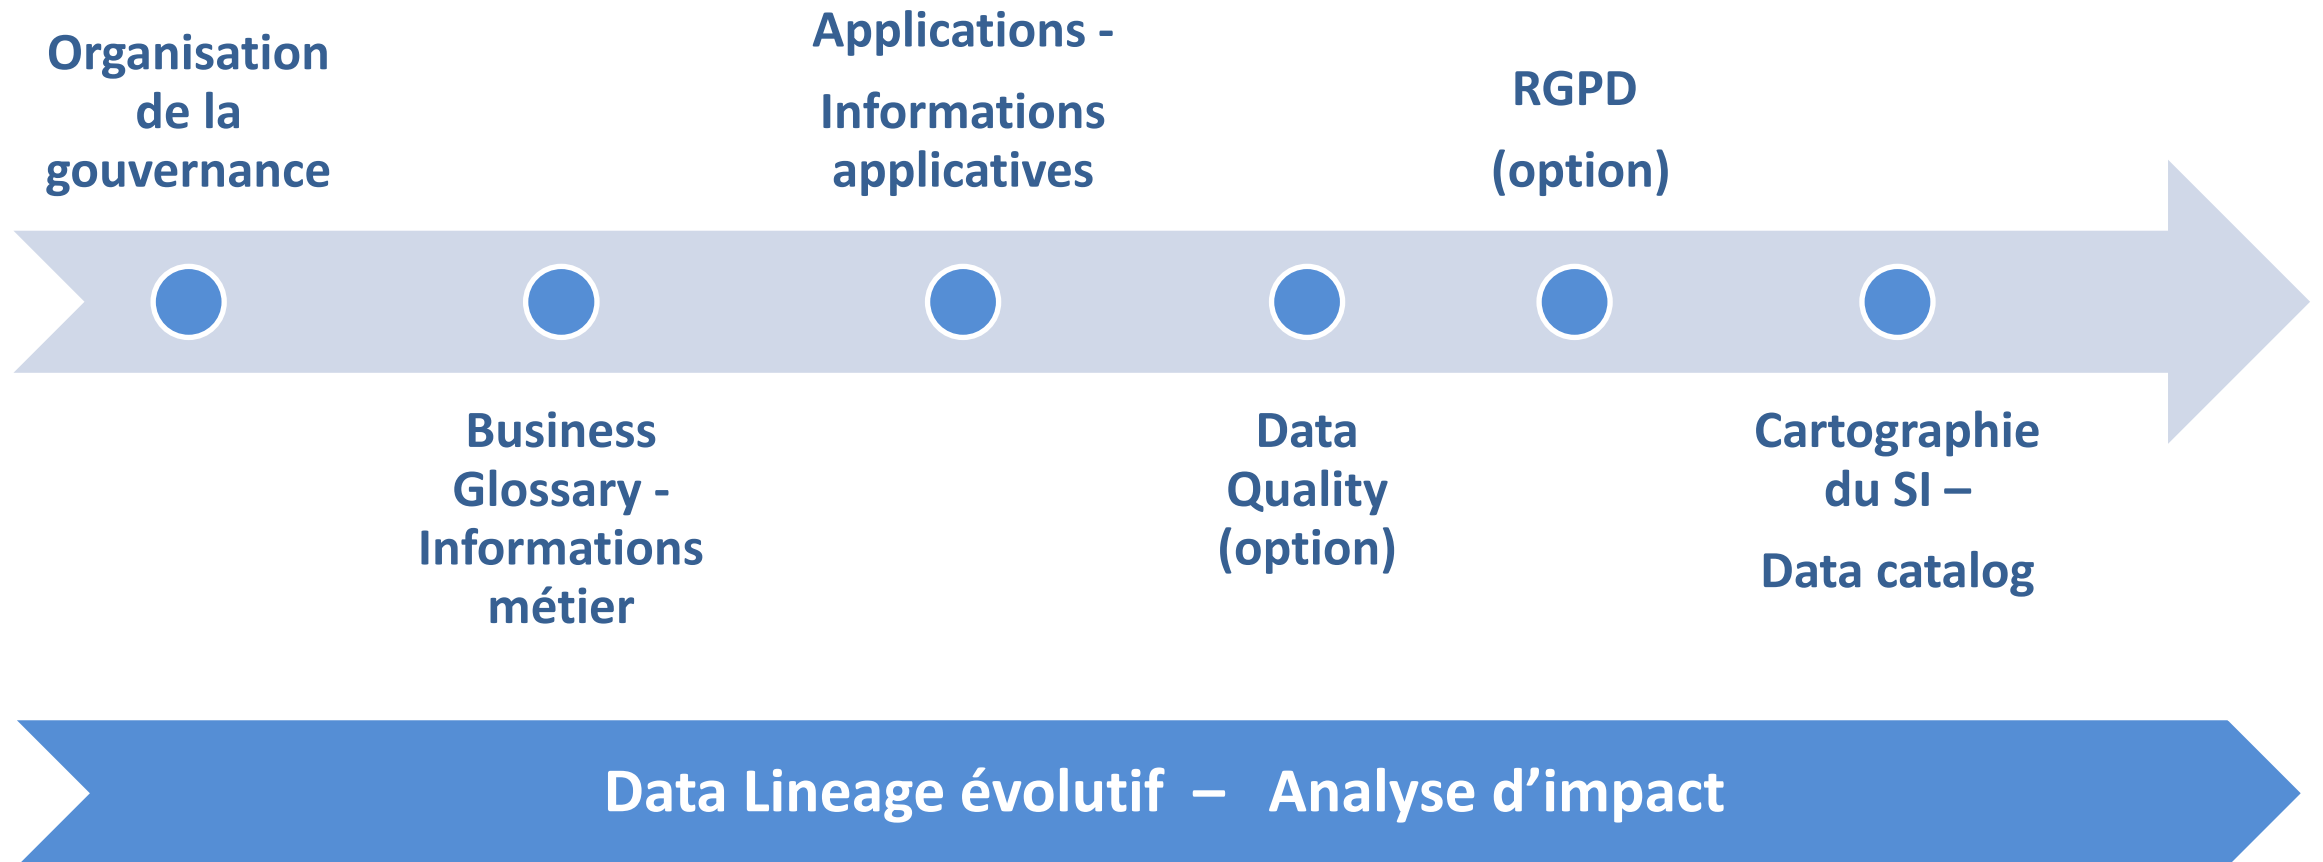 Organisation
de la
gouvernance
Business
Glossary -
Informations
métier
Applications -
Informations
applicatives
Data
Quality
(option)
RGPD
(option)
Cartographie
du SI –
Data catalog
Data Lineage évolutif – Analyse d’impact